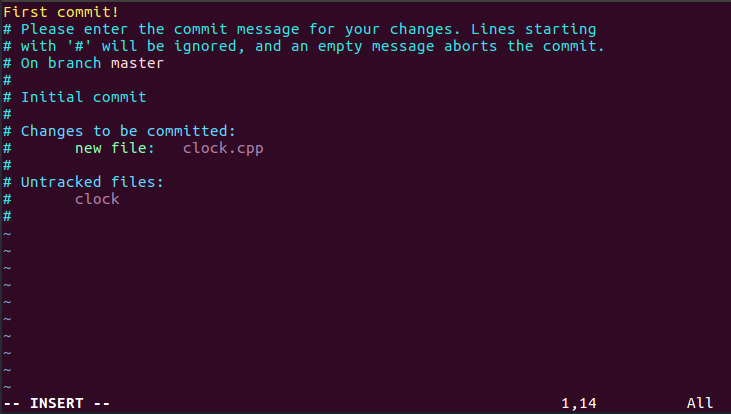 First commit!
# Please enter the commit message for your changes. Lines starting
# with '#' will be ignored, and an empty message aborts the commit.
# On branch master
#
# Initial commit
#
# Changes to be committed:
#       new file:   clock.cpp
#
# Untracked files:
#       clock
#
~
~
~
~
~
~
~
~
~
~
-- INSERT --                                                  1,14          All